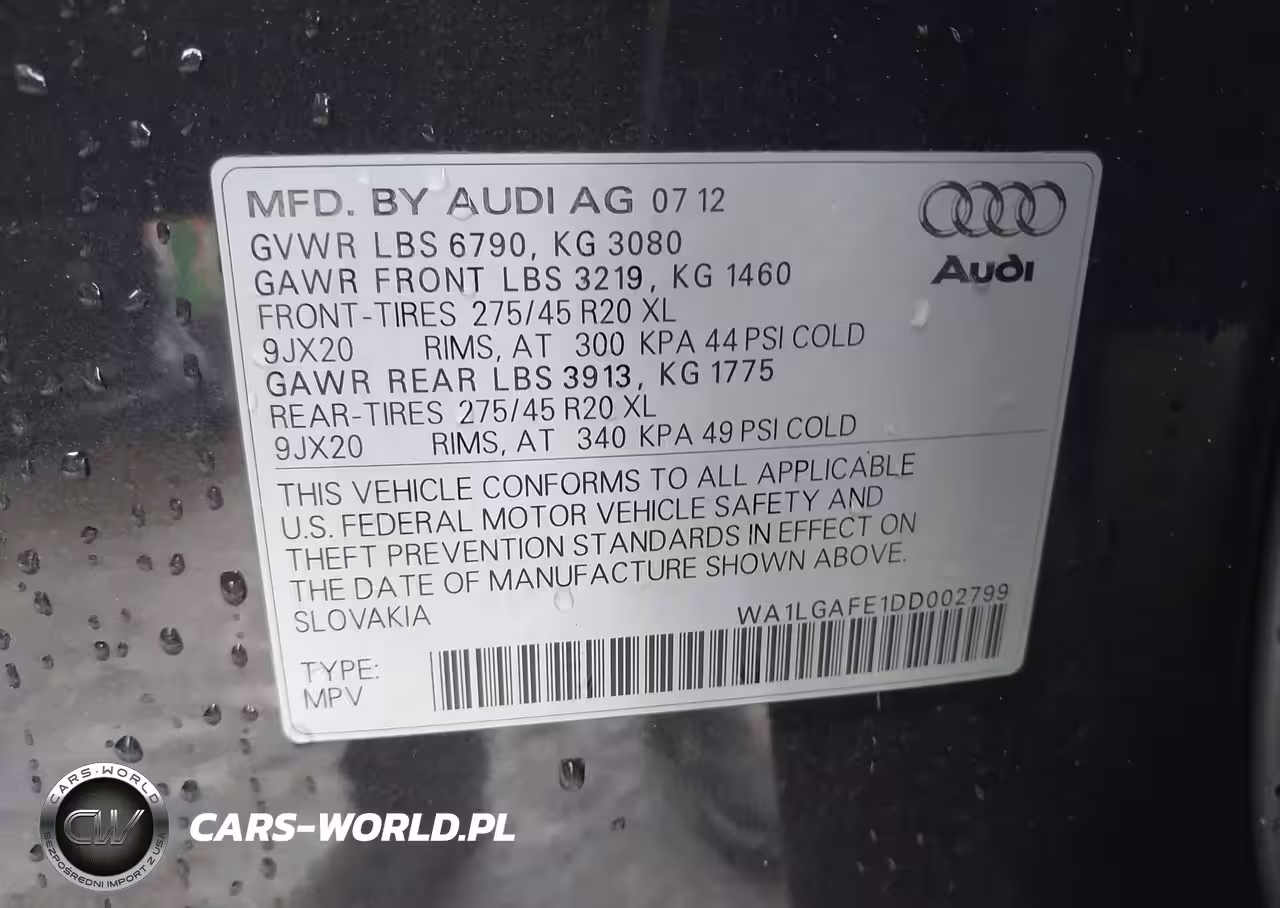 MFD. BY AUDI AG 07 12
Audi
GVWR LBS 6790, KG 3080
GAWR FRONT LBS 3219, KG 1460
FRONT-TIRES 275/45 R20 XL
9JX20 RIMS, AT 300 KPA 44 PSI COLD
GAWR REAR LBS 3913, KG 1775
REAR-TIRES 275/45 R20 XL
9JX20 RIMS, AT 340 KPA 49 PSI COLD
THIS VEHICLE CONFORMS TO ALL APPLICABLE
U.S. FEDERAL MOTOR VEHICLE SAFETY AND
THEFT PREVENTION STANDARDS IN EFFECT ON
THE DATE OF MANUFACTURE SHOWN ABOVE.
SLOVAKIA
WA1LGAFE1DD002799
TYPE:
MPV
CARS-WORLD
CW
BEZPOŚREDNI IMPORT Z USA
CARS-WORLD.PL